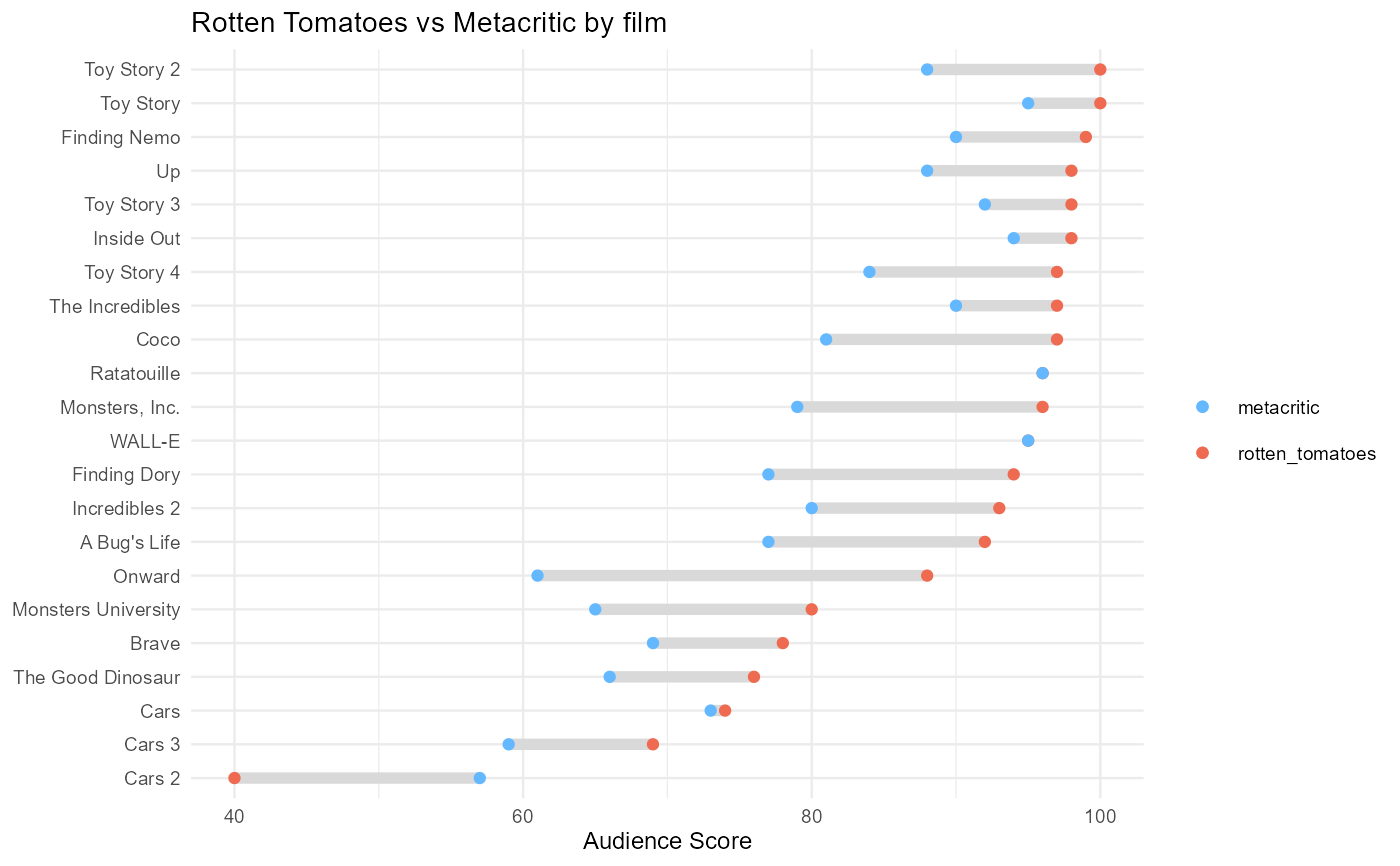 Rotten Tomatoes vs Metacritic by film
Toy Story 2
Toy Story
Finding Nemo
Up
Toy Story 3
Inside Out
Toy Story 4
The Incredibles
Coco
Ratatouille
Monsters, Inc.
WALL-E
Finding Dory
Incredibles 2
A Bug's Life
Onward
Monsters University
Brave
The Good Dinosaur
Cars
Cars 3
Cars 2
40 60 80 100
Audience Score
metacritic
rotten_tomatoes